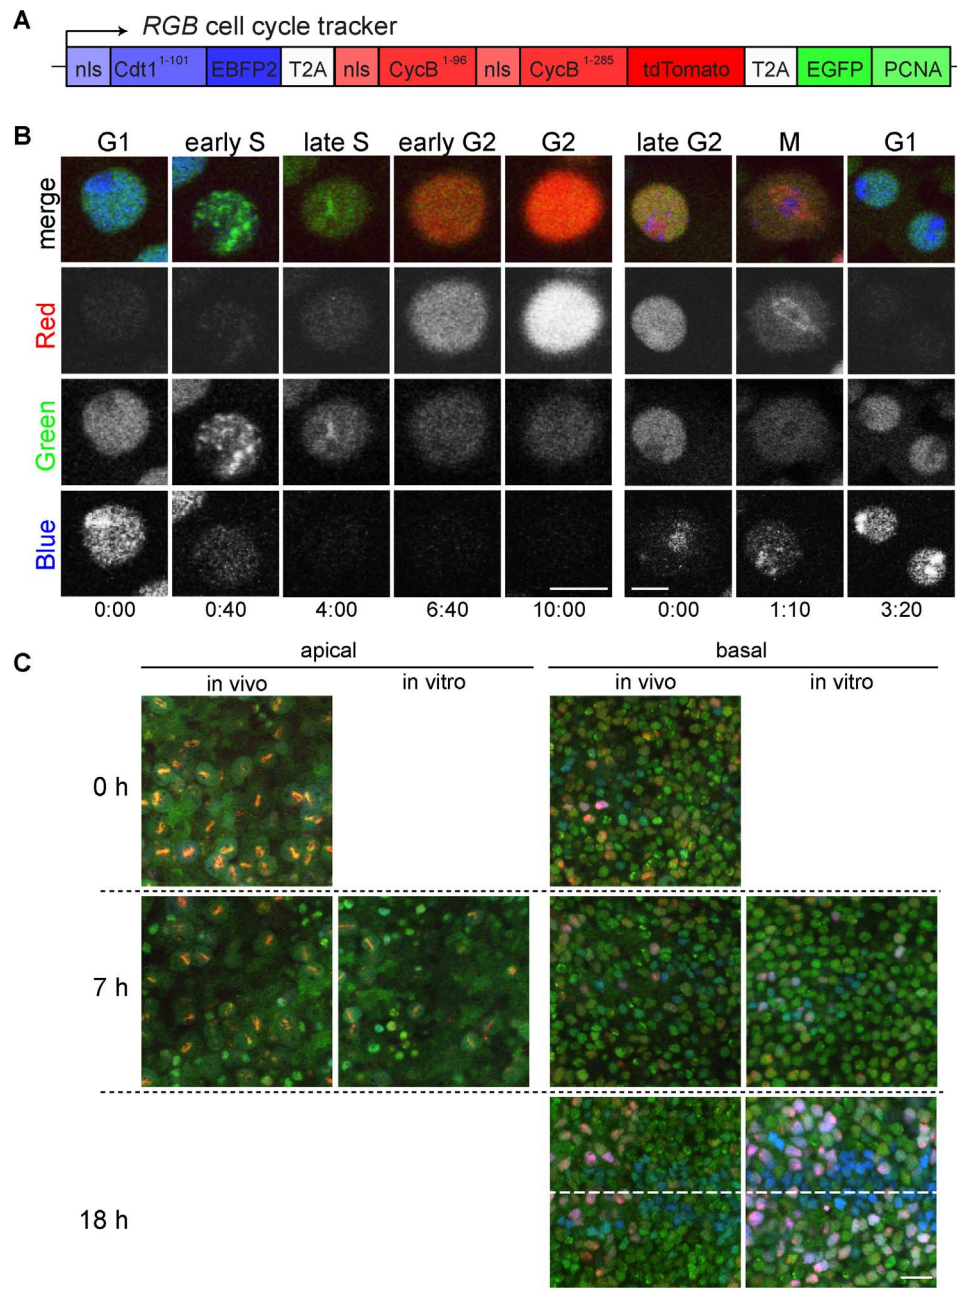 A
RGB cell cycle tracker
nls Cdt1 1-101 EBFP2 T2A nls CycB 1-96 nls CycB 1-285 tdTomato T2A EGFP PCNA
B
G1 early S late S early G2 G2 late G2 M G1
merge
Red
Green
Blue
0:00 0:40 4:00 6:40 10:00 0:00 1:10 3:20
C
apical basal
in vivo in vitro in vivo in vitro
0 h
7 h
18 h